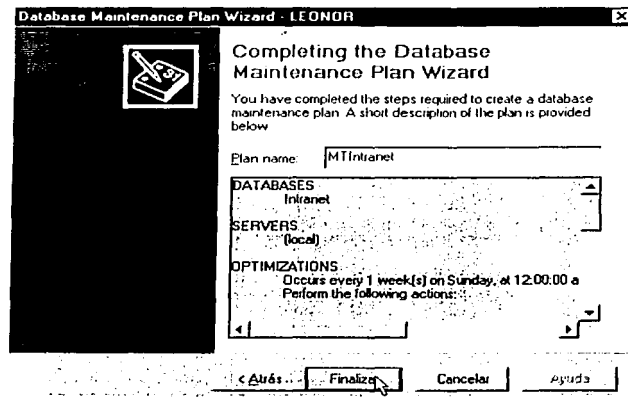 Database Maintenance Plan Wizard - LEONOR
Completing the Database
Maintenance Plan Wizard
You have completed the steps required to create a database
maintenance plan. A short description of the plan is provided
below
Plan name:
MTIntranet
DATABASES
Intranet
SERVERS
(local)
OPTIMIZATIONS
Occurs every 1 week[s] on Sunday, at 12:00:00 a
Perform the following actions:
< Atrás
Finalizar
Cancelar
Ayuda